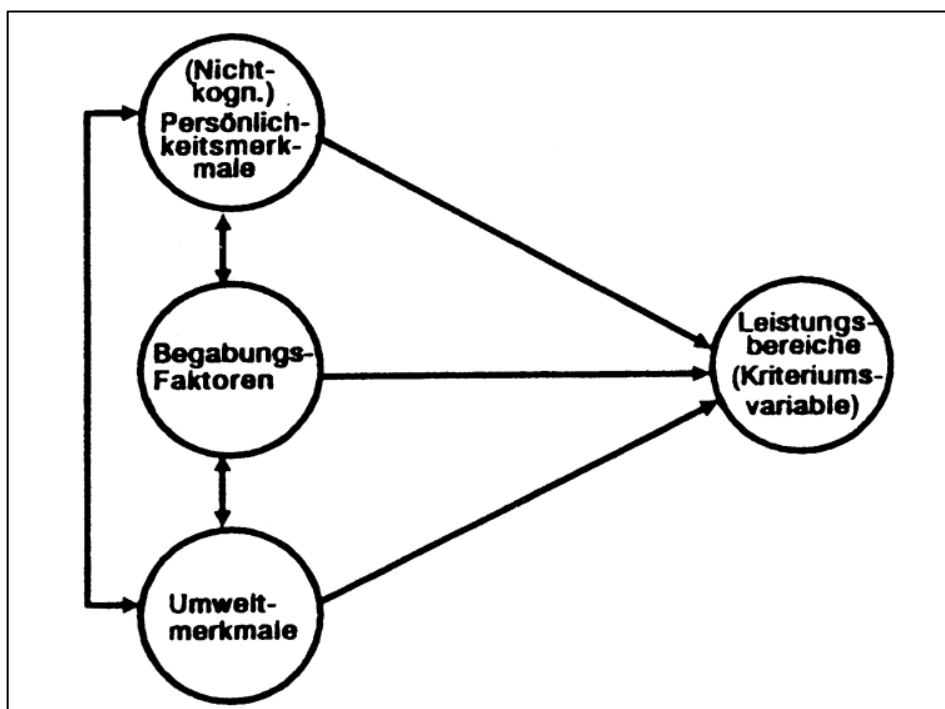 (Nicht-
kogn.)
Persönlich-
keitsmerk-
male
Begabungs-
Faktoren
Umwelt-
merkmale
Leistungs-
bereiche
(Kriteriums-
variable)